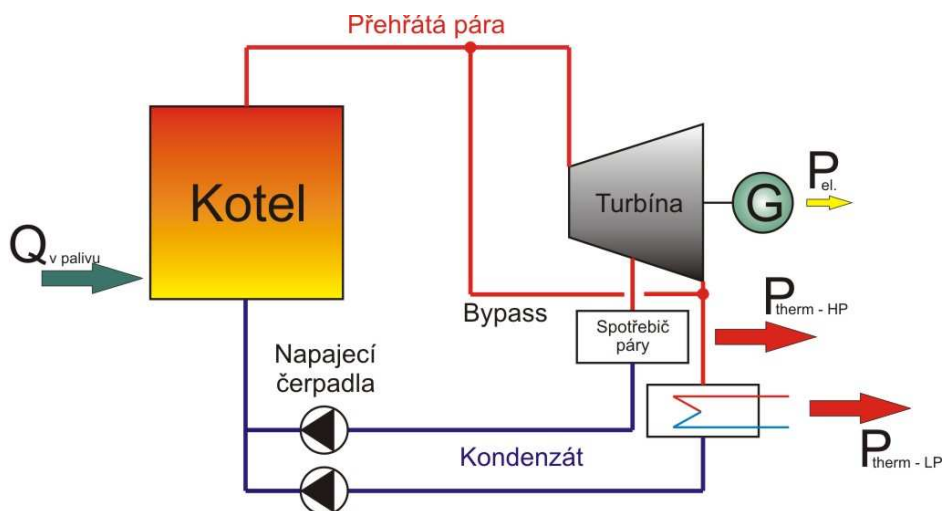 Přehřátá pára
Kotel
Turbína
G
P el.
Q v palivu
Bypass
Spotřebič
páry
P therm - HP
Napajecí
čerpadla
Kondenzát
P therm - LP